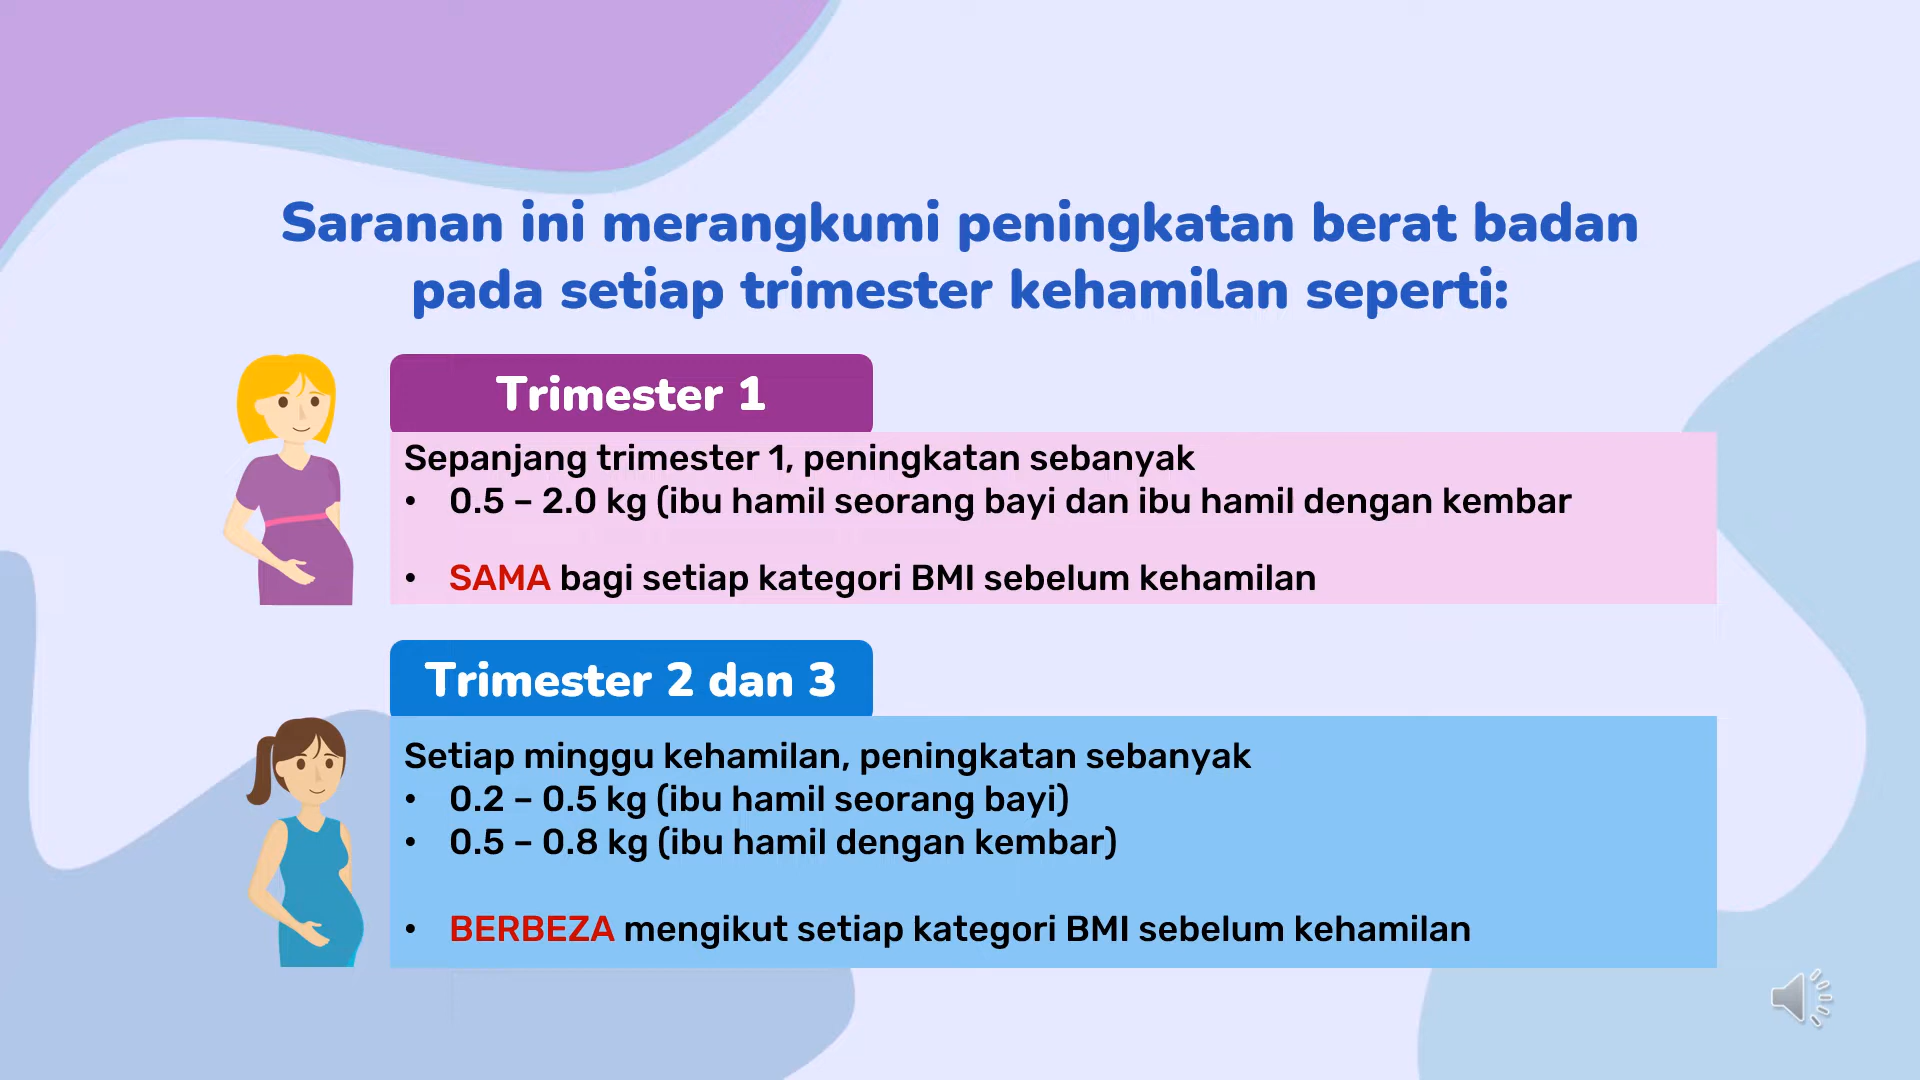 Saranan ini merangkumi peningkatan berat badan
pada setiap trimester kehamilan seperti:
Trimester 1
Sepanjang trimester 1, peningkatan sebanyak
• 0.5 – 2.0 kg (ibu hamil seorang bayi dan ibu hamil dengan kembar
• SAMA bagi setiap kategori BMI sebelum kehamilan
Trimester 2 dan 3
Setiap minggu kehamilan, peningkatan sebanyak
• 0.2 – 0.5 kg (ibu hamil seorang bayi)
• 0.5 – 0.8 kg (ibu hamil dengan kembar)
• BERBEZA mengikut setiap kategori BMI sebelum kehamilan